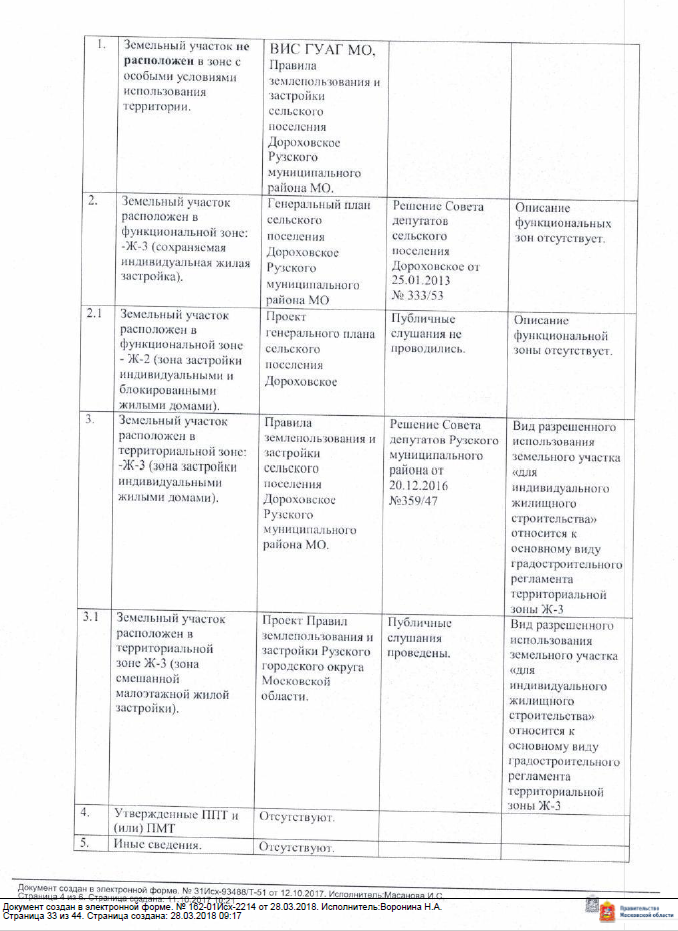 1.
Земельный участок не
расположен в зоне с
особыми условиями
использования
территории.
ВИС ГУАГ МО,
Правила
землепользования и
застройки
сельского
поселения
Дороховское
Рузского
муниципального
района МО.
2.
Земельный участок
расположен в
функциональной зоне:
-Ж-3 (сохраняемая
индивидуальная жилая
застройка).
Генеральный план
сельского
поселения
Дороховское
Рузского
муниципального
района МО
Решение Совета
депутатов
сельского
поселения
Дороховское от
25.01.2013
№ 333/53
Описание
функциональных
зон отсутствует.
2.1
Земельный участок
расположен в
функциональной зоне
- Ж-2 (зона застройки
индивидуальными и
блокированными
жилыми домами).
Проект
генерального плана
сельского
поселения
Дороховское
Публичные
слушания не
проводились.
Описание
функциональной
зоны отсутствует.
3.
Земельный участок
расположен в
территориальной зоне:
-Ж-3 (зона застройки
индивидуальными
жилыми домами).
Правила
землепользования и
застройки
сельского
поселения
Дороховское
Рузского
муниципального
района МО.
Решение Совета
депутатов Рузского
муниципального
района от
20.12.2016
№359/47
Вид разрешенного
использования
земельного участка
«для
индивидуального
жилищного
строительства»
относится к
основному виду
градостроительного
регламента
территориальной
зоны Ж-3
3.1
Земельный участок
расположен в
территориальной
зоне Ж-3 (зона
смешанной
малоэтажной жилой
застройки).
Проект Правил
землепользования и
застройки Рузского
городского округа
Московской
области.
Публичные
слушания
проведены.
Вид разрешенного
использования
земельного участка
«для
индивидуального
жилищного
строительства»
относится к
основному виду
градостроительного
регламента
территориальной
зоны Ж-3
4.
Утвержденные ППТ и
(или) ПМТ
Отсутствуют.
5.
Иные сведения.
Отсутствуют.
Документ создан в электронной форме. № 31Исх-93488/Т-51 от 12.10.2017. Исполнитель:Масанова И.С.
Страница 4 из 6. Страница создана: 11.10.2017 10:21
Документ создан в электронной форме. № 162-01Исх-2214 от 28.03.2018. Исполнитель:Воронина Н.А.
Страница 33 из 44. Страница создана: 28.03.2018 09:17
Правительство
Московской области